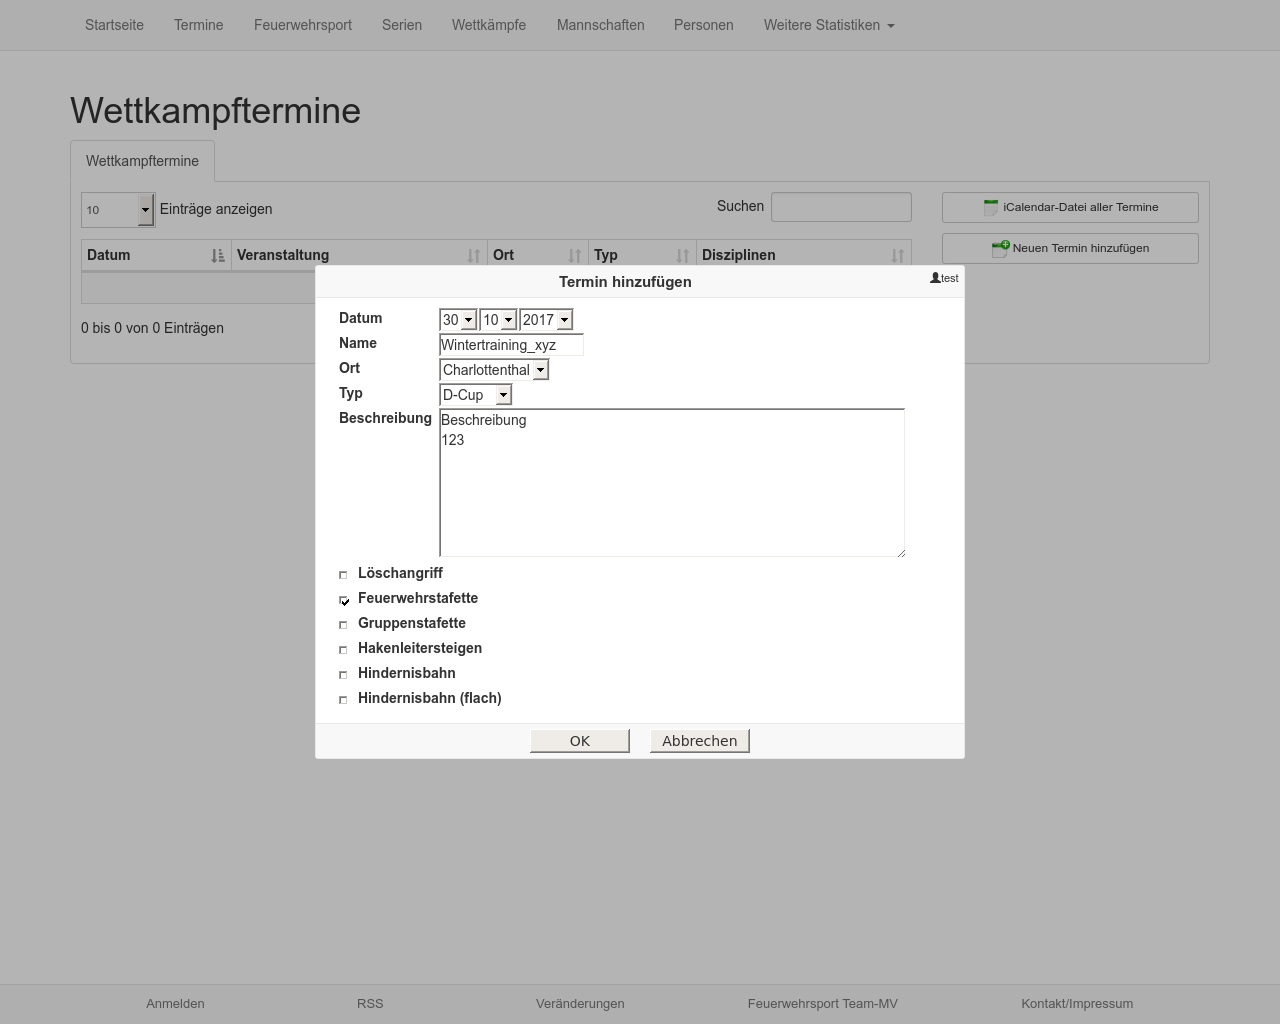 Startseite Termine Feuerwehrsport Serien Wettkämpfe Mannschaften Personen Weitere Statistiken
Wettkampftermine
Wettkampftermine
10 Einträge anzeigen Suchen iCalendar-Datei aller Termine
Neuen Termin hinzufügen
Datum Veranstaltung Ort Typ Disziplinen
0 bis 0 von 0 Einträgen
Termin hinzufügen test
Datum 30 10 2017
Name Wintertraining_xyz
Ort Charlottenthal
Typ D-Cup
Beschreibung Beschreibung
123
Löschangriff
Feuerwehrstafette
Gruppenstafette
Hakenleitersteigen
Hindernisbahn
Hindernisbahn (flach)
OK Abbrechen
Anmelden RSS Veränderungen Feuerwehrsport Team-MV Kontakt/Impressum